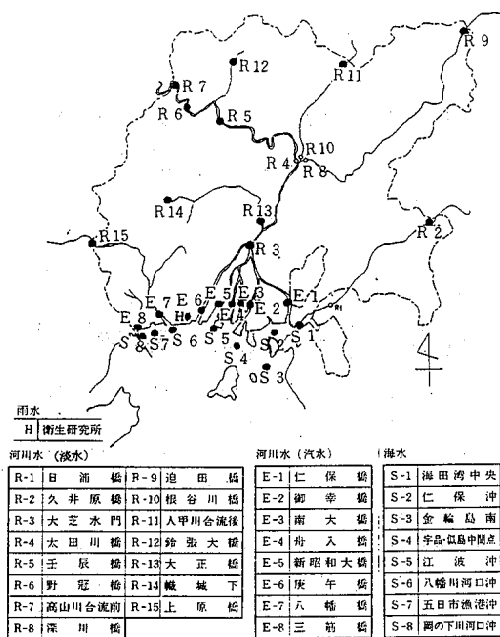 R 9
R 12
R 11
R 7
R 6
R 5
R 10
R 4
R 8
R 14
R 13
R 2
R 15
R 3
E 7
E 6
E 5
E 3
E 1
E 8
H
E 4
E 2
R1
S 8
S 7
S 6
S 5
S 4
S 2
S 1
S 3
雨水
H 衛生研究所
河川水 (淡水)
R-1 日浦橋 R-9 追田橋
R-2 久井原橋 R-10 根谷川橋
R-3 大芝水門 R-11 人甲川合流後
R-4 太田川橋 R-12 鈴張大橋
R-5 壬辰橋 R-13 大正橋
R-6 野冠橋 R-14 幟城下
R-7 高山川合流前 R-15 上原橋
R-8 深川橋
河川水 (汽水)
E-1 仁保橋
E-2 御幸橋
E-3 南大橋
E-4 舟入橋
E-5 新昭和大橋
E-6 庚午橋
E-7 八幡橋
E-8 三筋橋
海水
S-1 海田湾中央
S-2 仁保沖
S-3 金輪島南
S-4 宇品・似島中間点
S-5 江波沖
S-6 八幡川河口沖
S-7 五日市漁港沖
S-8 岡の下川河口沖